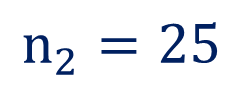 n₂ = 25